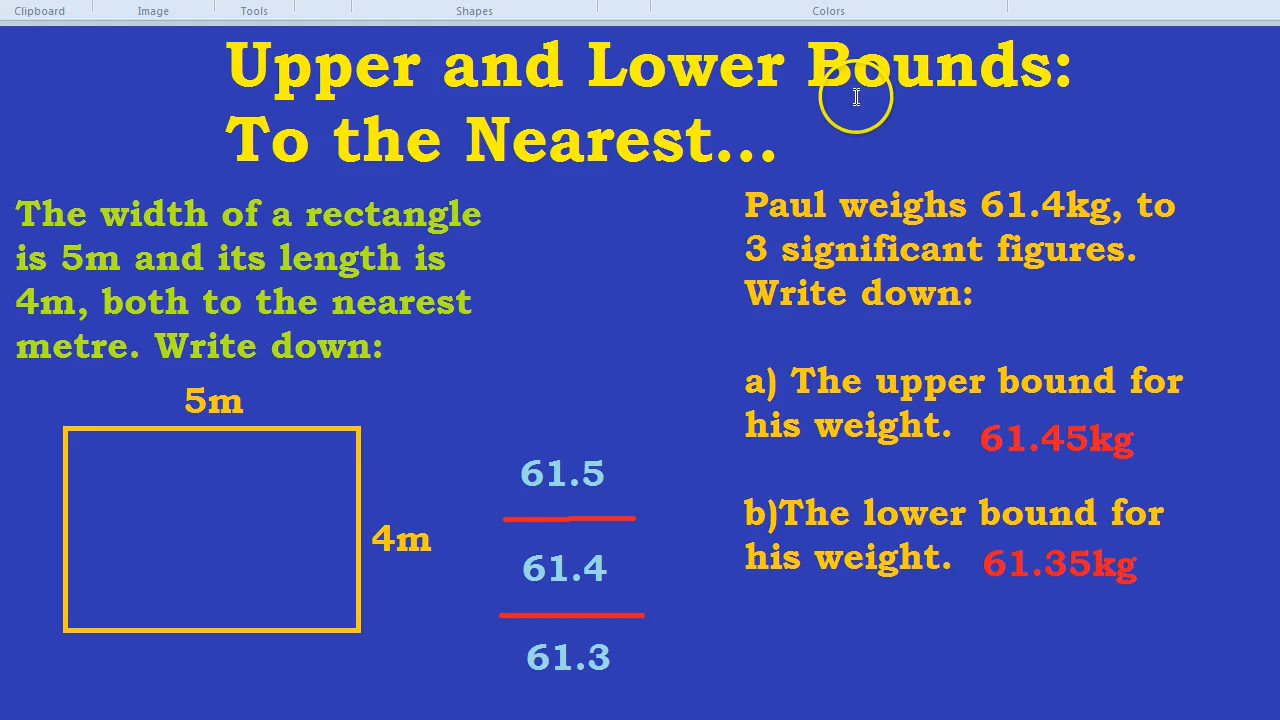 Clipboard Image Tools Shapes Colors
Upper and Lower Bounds:
To the Nearest...
The width of a rectangle
is 5m and its length is
4m, both to the nearest
metre. Write down:
5m
4m
61.5
61.4
61.3
Paul weighs 61.4kg, to
3 significant figures.
Write down:
a) The upper bound for
his weight. 61.45kg
b)The lower bound for
his weight. 61.35kg